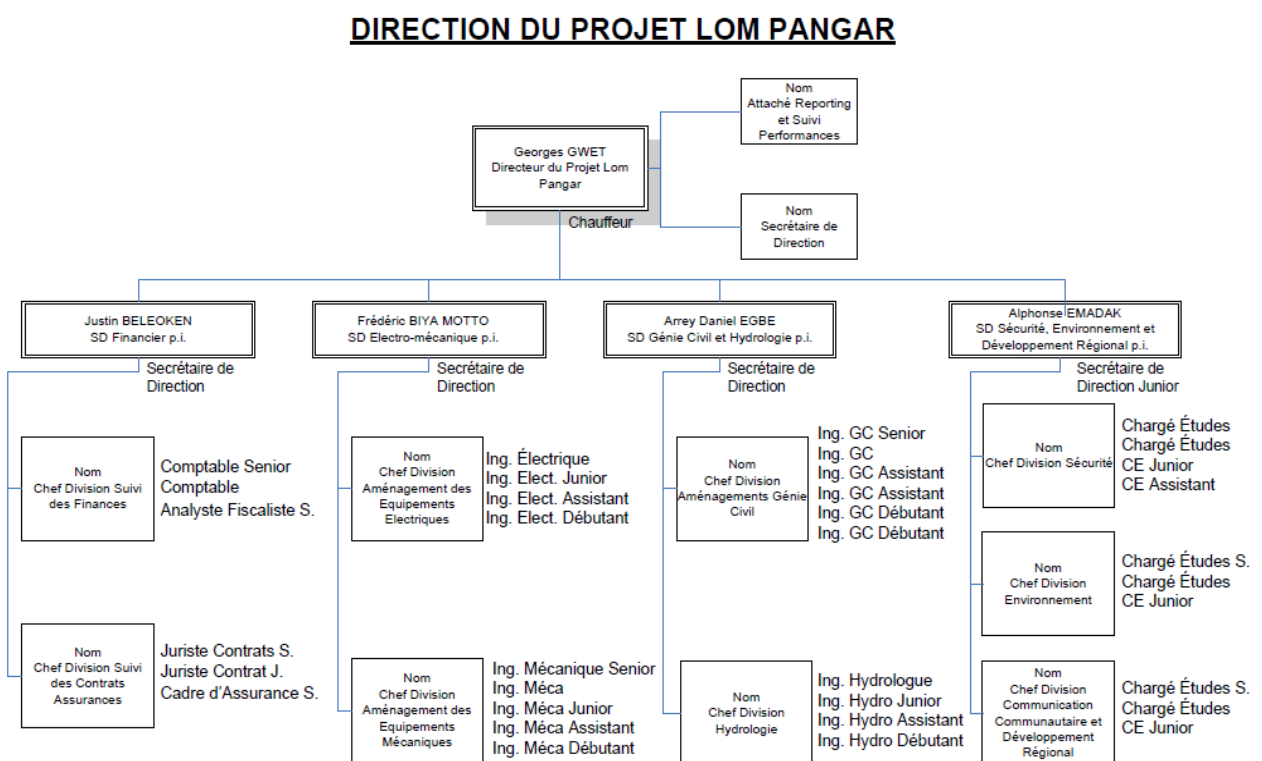 DIRECTION DU PROJET LOM PANGAR
Nom
Attaché Reporting
et Suivi
Performances
Georges GWET
Directeur du Projet Lom
Pangar
Chauffeur
Nom
Secrétaire de
Direction
Justin BELEOKEN
SD Financier p.i.
Secrétaire de
Direction
Frédéric BIYA MOTTO
SD Electro-mécanique p.i.
Secrétaire de
Direction
Arrey Daniel EGBE
SD Génie Civil et Hydrologie p.i.
Secrétaire de
Direction
Alphonse EMADAK
SD Sécurité, Environnement et
Développement Régional p.i.
Secrétaire de
Direction Junior
Nom
Chef Division Suivi
des Finances
Comptable Senior
Comptable
Analyste Fiscaliste S.
Nom
Chef Division
Aménagement des
Equipements
Electriques
Ing. Électrique
Ing. Elect. Junior
Ing. Elect. Assistant
Ing. Elect. Débutant
Nom
Chef Division
Aménagements Génie
Civil
Ing. GC Senior
Ing. GC
Ing. GC Assistant
Ing. GC Assistant
Ing. GC Débutant
Ing. GC Débutant
Nom
Chef Division Sécurité
Chargé Études
Chargé Études
CE Junior
CE Assistant
Nom
Chef Division
Environnement
Chargé Études S.
Chargé Études
CE Junior
Nom
Chef Division Suivi
des Contrats
Assurances
Juriste Contrats S.
Juriste Contrat J.
Cadre d'Assurance S.
Nom
Chef Division
Aménagement des
Equipements
Mécaniques
Ing. Mécanique Senior
Ing. Méca
Ing. Méca Junior
Ing. Méca Assistant
Ing. Méca Débutant
Nom
Chef Division
Hydrologie
Ing. Hydrologue
Ing. Hydro Junior
Ing. Hydro Assistant
Ing. Hydro Débutant
Nom
Chef Division
Communication
Communautaire et
Développement
Régional
Chargé Études S.
Chargé Études
CE Junior